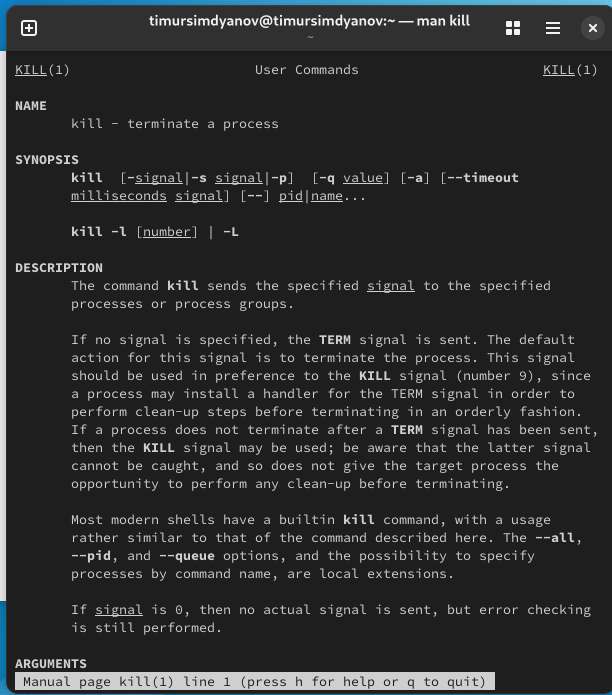 timursimdyanov@timursimdyanov:~ — man kill
~
KILL(1) User Commands KILL(1)
NAME
kill - terminate a process
SYNOPSIS
kill [-signal|-s signal|-p] [-q value] [-a] [--timeout
milliseconds signal] [--] pid|name...
kill -l [number] | -L
DESCRIPTION
The command kill sends the specified signal to the specified
processes or process groups.
If no signal is specified, the TERM signal is sent. The default
action for this signal is to terminate the process. This signal
should be used in preference to the KILL signal (number 9), since
a process may install a handler for the TERM signal in order to
perform clean-up steps before terminating in an orderly fashion.
If a process does not terminate after a TERM signal has been sent,
then the KILL signal may be used; be aware that the latter signal
cannot be caught, and so does not give the target process the
opportunity to perform any clean-up before terminating.
Most modern shells have a builtin kill command, with a usage
rather similar to that of the command described here. The --all,
--pid, and --queue options, and the possibility to specify
processes by command name, are local extensions.
If signal is 0, then no actual signal is sent, but error checking
is still performed.
ARGUMENTS
Manual page kill(1) line 1 (press h for help or q to quit)